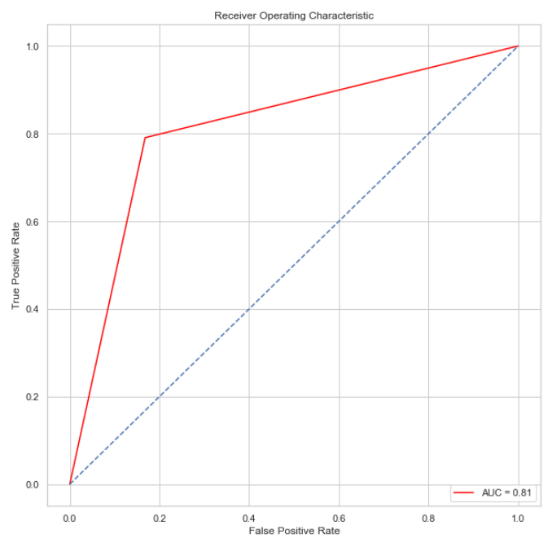 Receiver Operating Characteristic
1.0
0.8
0.6
0.4
0.2
0.0
True Positive Rate
AUC = 0.81
0.0 0.2 0.4 0.6 0.8 1.0
False Positive Rate